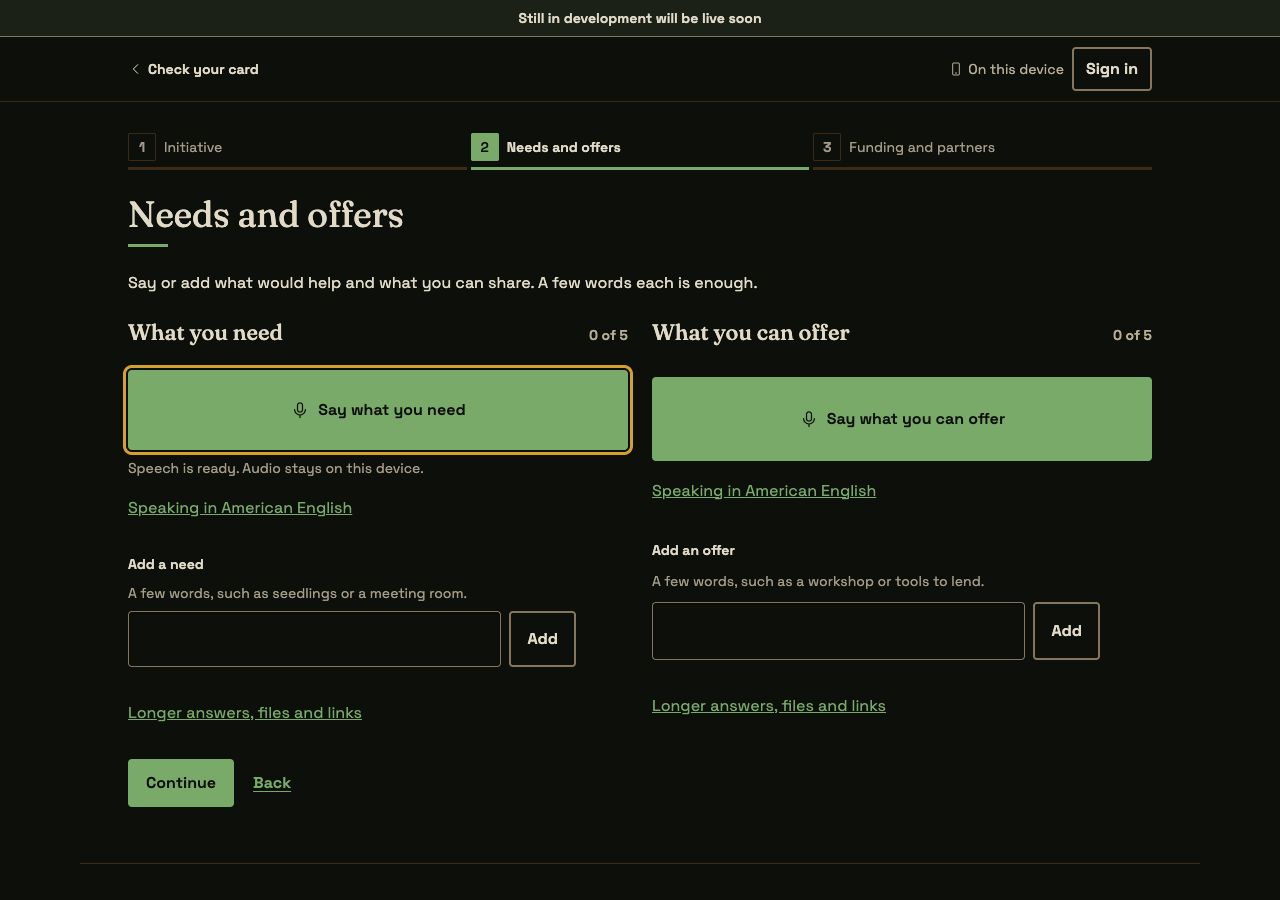 Still in development will be live soon
Check your card
On this device
Sign in
1 Initiative
2 Needs and offers
3 Funding and partners
Needs and offers
Say or add what would help and what you can share. A few words each is enough.
What you need
0 of 5
Say what you need
Speech is ready. Audio stays on this device.
Speaking in American English
Add a need
A few words, such as seedlings or a meeting room.
Add
Longer answers, files and links
What you can offer
0 of 5
Say what you can offer
Speaking in American English
Add an offer
A few words, such as a workshop or tools to lend.
Add
Longer answers, files and links
Continue
Back